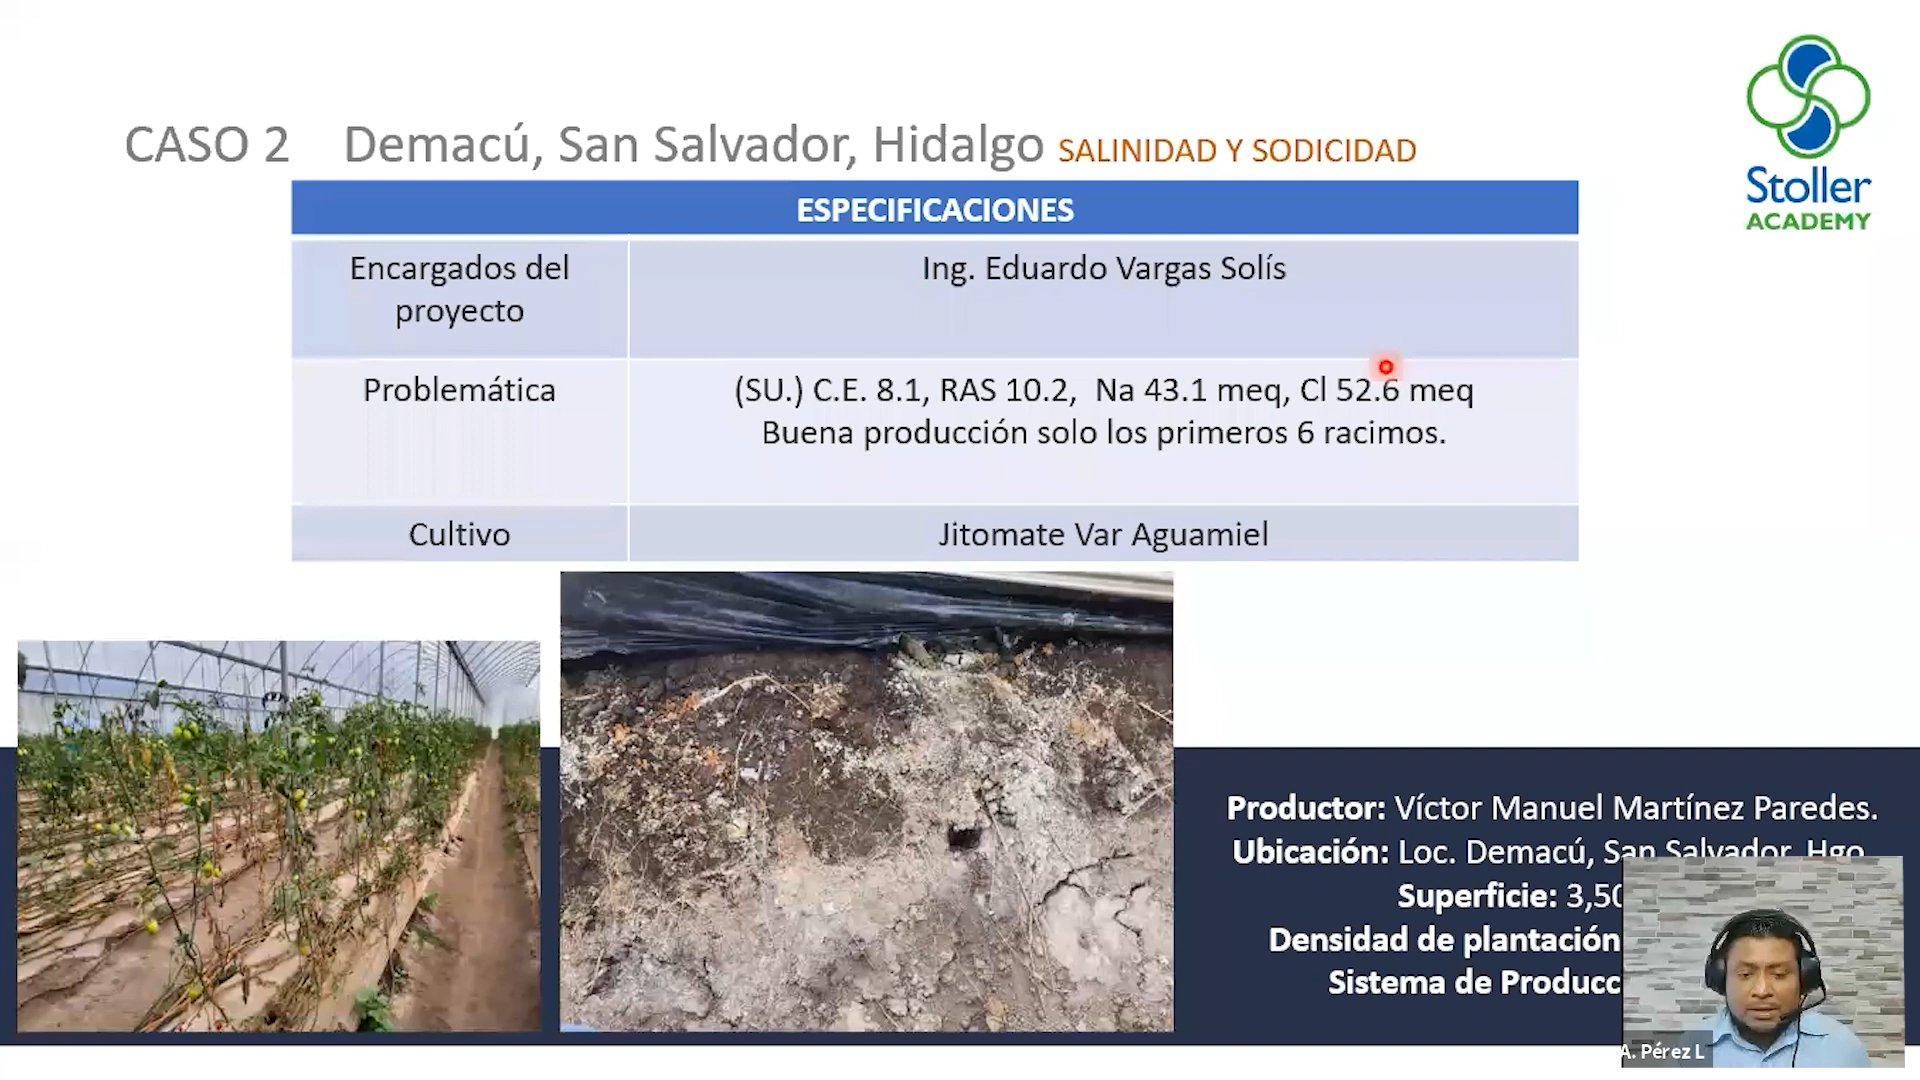 CASO 2 Demacú, San Salvador, Hidalgo SALINIDAD Y SODICIDAD
Stoller
ACADEMY
ESPECIFICACIONES
Encargados del
proyecto
Ing. Eduardo Vargas Solís
Problemática
(SU.) C.E. 8.1, RAS 10.2, Na 43.1 meq, Cl 52.6 meq
Buena producción solo los primeros 6 racimos.
Cultivo
Jitomate Var Aguamiel
Productor: Víctor Manuel Martínez Paredes.
Ubicación: Loc. Demacú, San Salvador, Hgo
Superficie:
Densidad de plantación
Sistema de
A. Pérez L